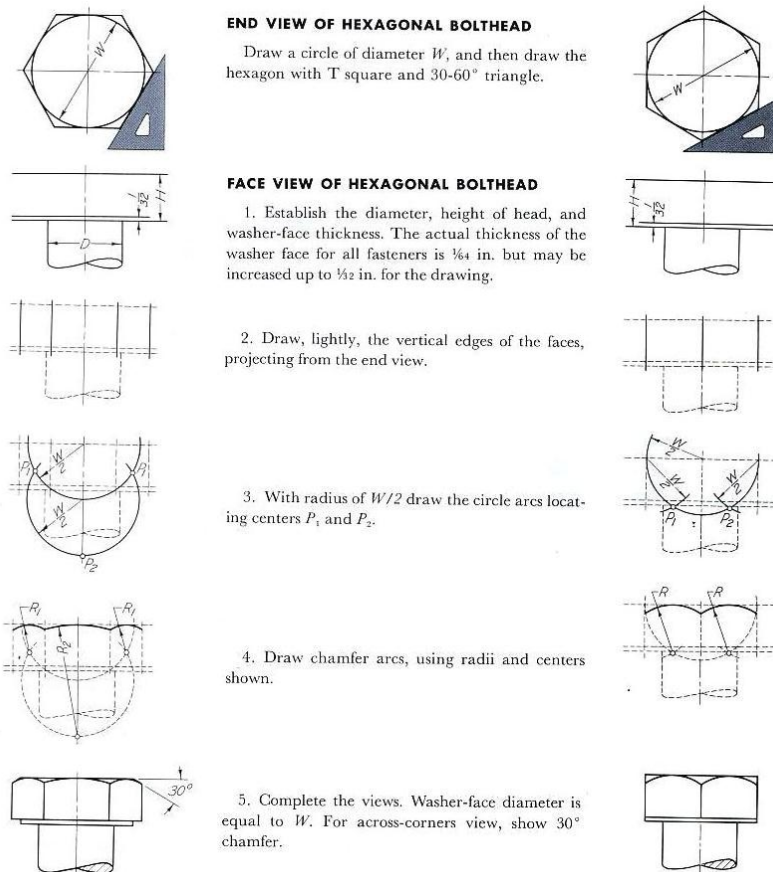 END VIEW OF HEXAGONAL BOLTHEAD
Draw a circle of diameter W, and then draw the
hexagon with T square and 30-60° triangle.
W
W
FACE VIEW OF HEXAGONAL BOLTHEAD
1. Establish the diameter, height of head, and
washer-face thickness. The actual thickness of the
washer face for all fasteners is 1/64 in. but may be
increased up to 1/32 in. for the drawing.
1/32
H
D
H
1/32
2. Draw, lightly, the vertical edges of the faces,
projecting from the end view.
P1
W/2
P1
W/2
P2
3. With radius of W/2 draw the circle arcs locat-
ing centers P1 and P2.
W/2
W/2
W/2
P1
P2
R1
R1
R2
4. Draw chamfer arcs, using radii and centers
shown.
R
R
30°
5. Complete the views. Washer-face diameter is
equal to W. For across-corners view, show 30°
chamfer.